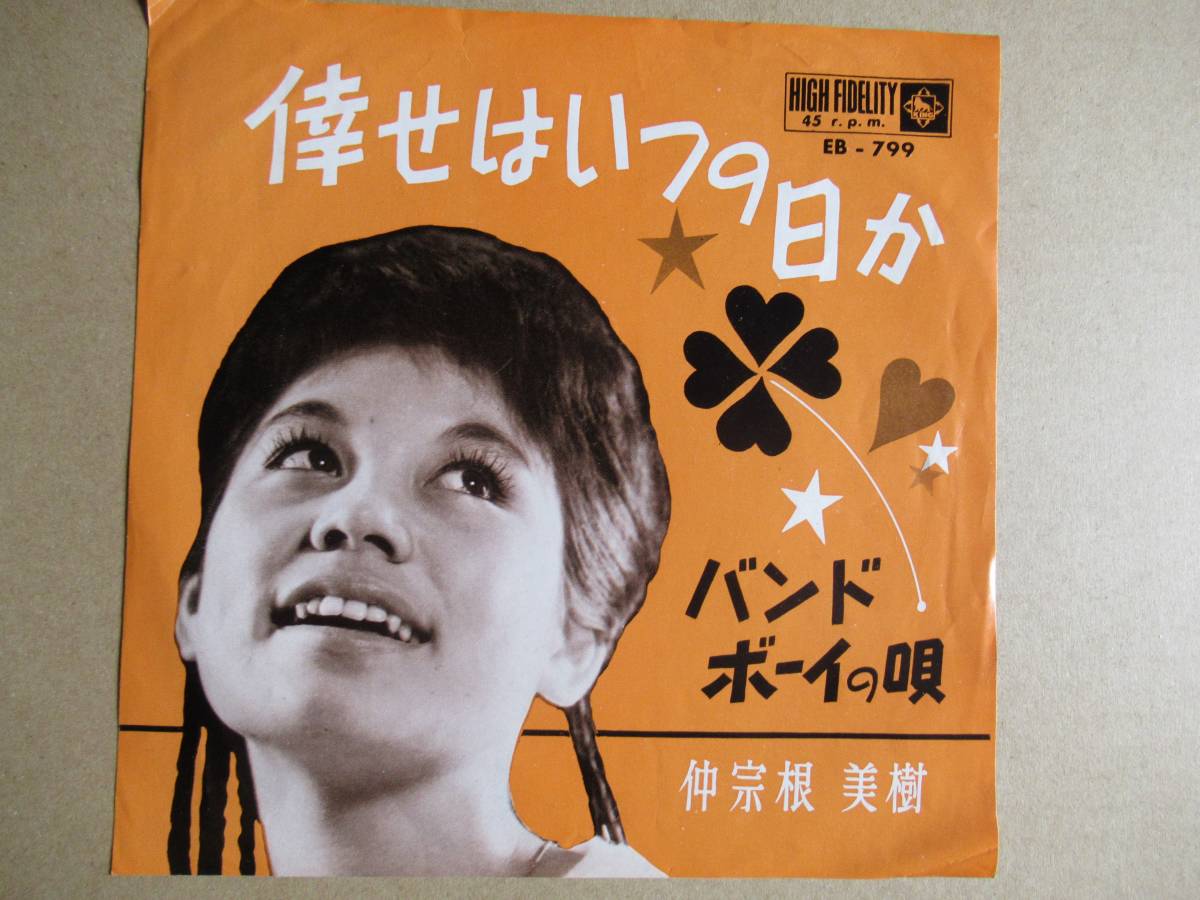 倖せはいつの日か
HIGH FIDELITY
45 r.p.m.
KING
EB - 799
バンド
ボーイの唄
仲宗根 美樹